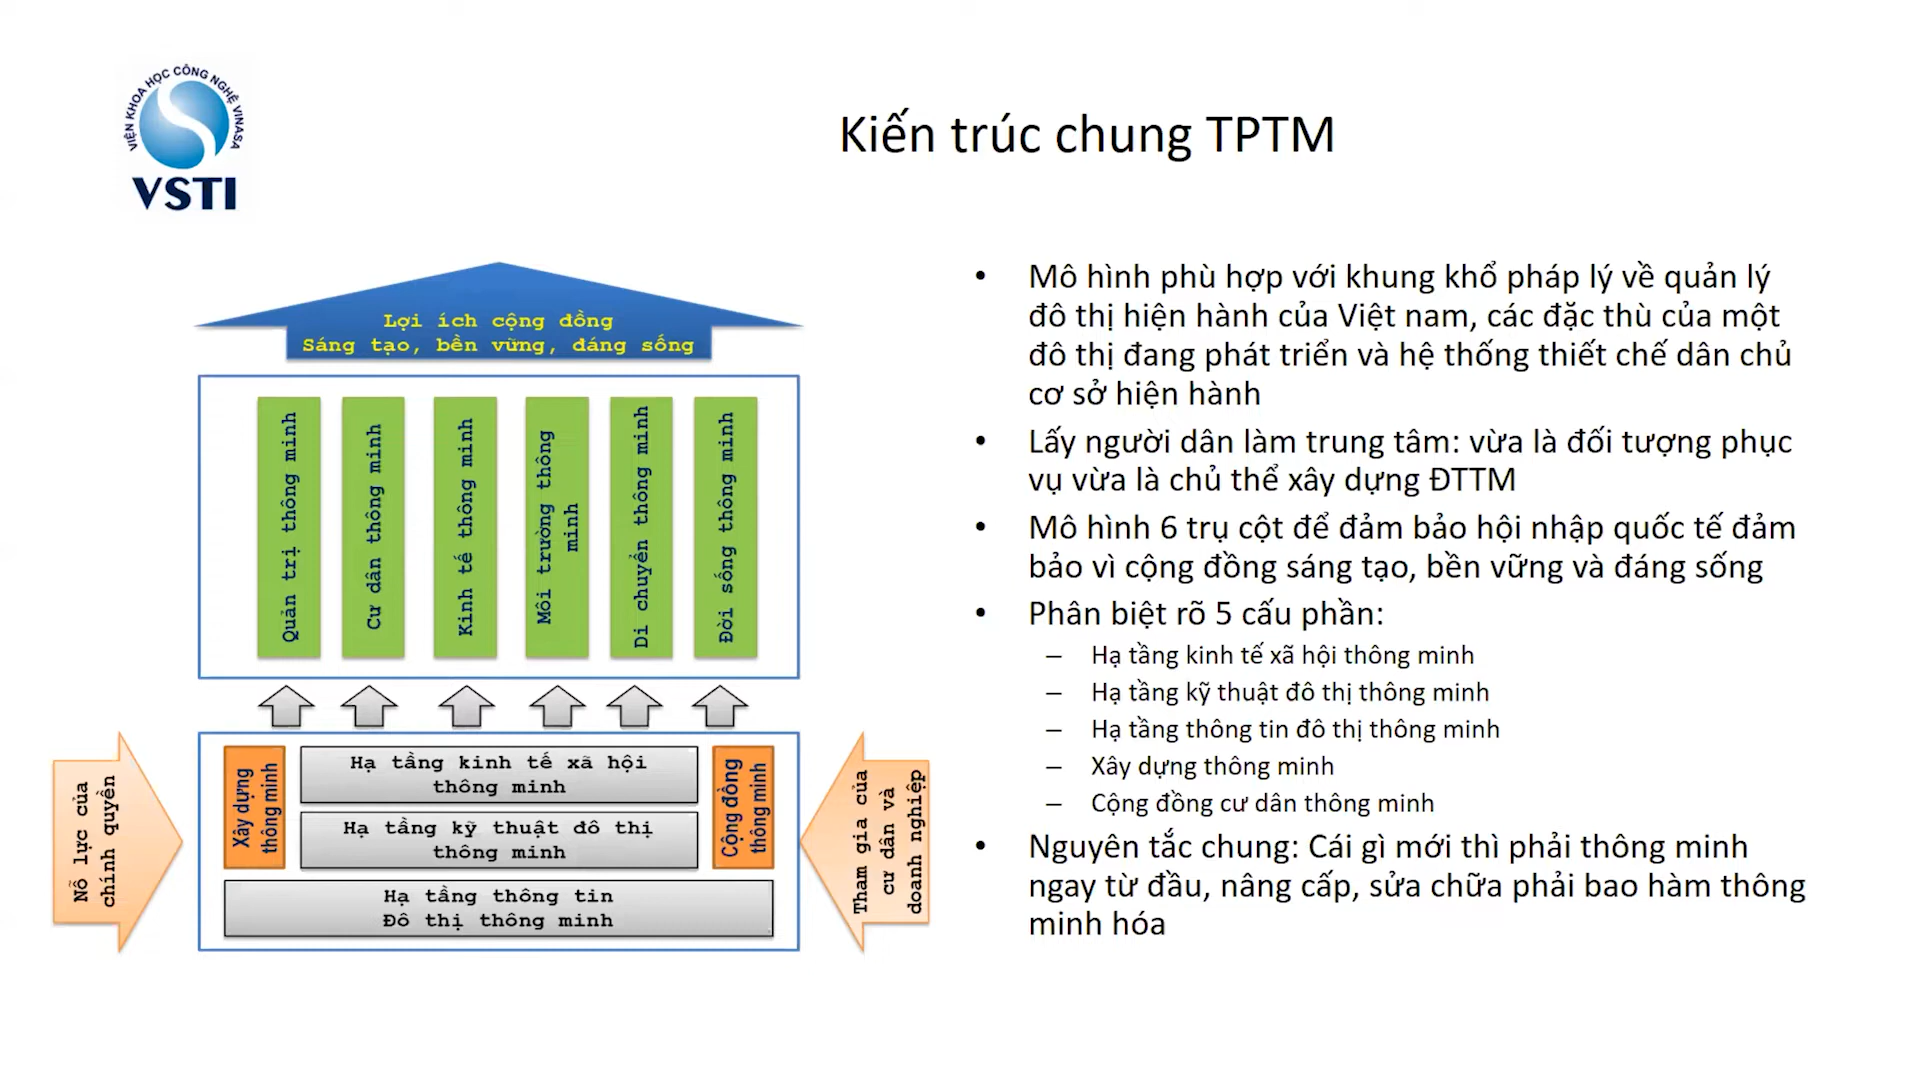 VIỆN KHOA HỌC CÔNG NGHỆ VINASA
VSTI
Kiến trúc chung TPTM
Lợi ích cộng đồng
Sáng tạo, bền vững, đáng sống
Quản trị thông minh
Cư dân thông minh
Kinh tế thông minh
Môi trường thông
minh
Di chuyển thông minh
Đời sống thông minh
Nỗ lực của
chính quyền
Xây dựng
thông minh
Hạ tầng kinh tế xã hội
thông minh
Hạ tầng kỹ thuật đô thị
thông minh
Hạ tầng thông tin
Đô thị thông minh
Cộng đồng
thông minh
Tham gia của
cư dân và
doanh nghiệp
• Mô hình phù hợp với khung khổ pháp lý về quản lý
đô thị hiện hành của Việt nam, các đặc thù của một
đô thị đang phát triển và hệ thống thiết chế dân chủ
cơ sở hiện hành
• Lấy người dân làm trung tâm: vừa là đối tượng phục
vụ vừa là chủ thể xây dựng ĐTTM
• Mô hình 6 trụ cột để đảm bảo hội nhập quốc tế đảm
bảo vì cộng đồng sáng tạo, bền vững và đáng sống
• Phân biệt rõ 5 cấu phần:
– Hạ tầng kinh tế xã hội thông minh
– Hạ tầng kỹ thuật đô thị thông minh
– Hạ tầng thông tin đô thị thông minh
– Xây dựng thông minh
– Cộng đồng cư dân thông minh
• Nguyên tắc chung: Cái gì mới thì phải thông minh
ngay từ đầu, nâng cấp, sửa chữa phải bao hàm thông
minh hóa